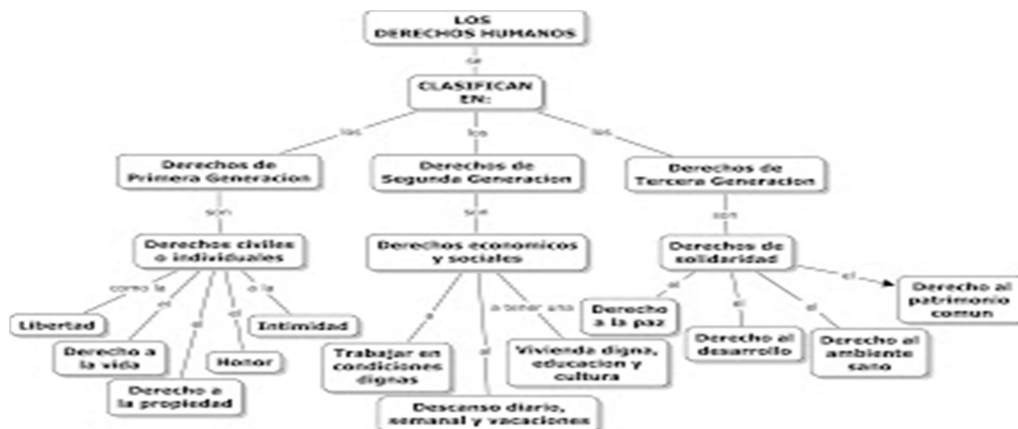 LOS
DERECHOS HUMANOS
se
CLASIFICAN
EN:
los
los
los
Derechos de
Primera Generacion
Derechos de
Segunda Generacion
Derechos de
Tercera Generacion
son
son
son
Derechos civiles
o individuales
Derechos economicos
y sociales
Derechos de
solidaridad
como la
el
el
el
o la
Libertad
Derecho a
la vida
Derecho a
la propiedad
Honor
Intimidad
a
al
a tener una
Trabajar en
condiciones
dignas
Descanso diario,
semanal y vacaciones
Vivienda digna,
educacion y
cultura
el
el
el
el
Derecho
a la paz
Derecho al
desarrollo
Derecho al
ambiente
sano
Derecho al
patrimonio
comun